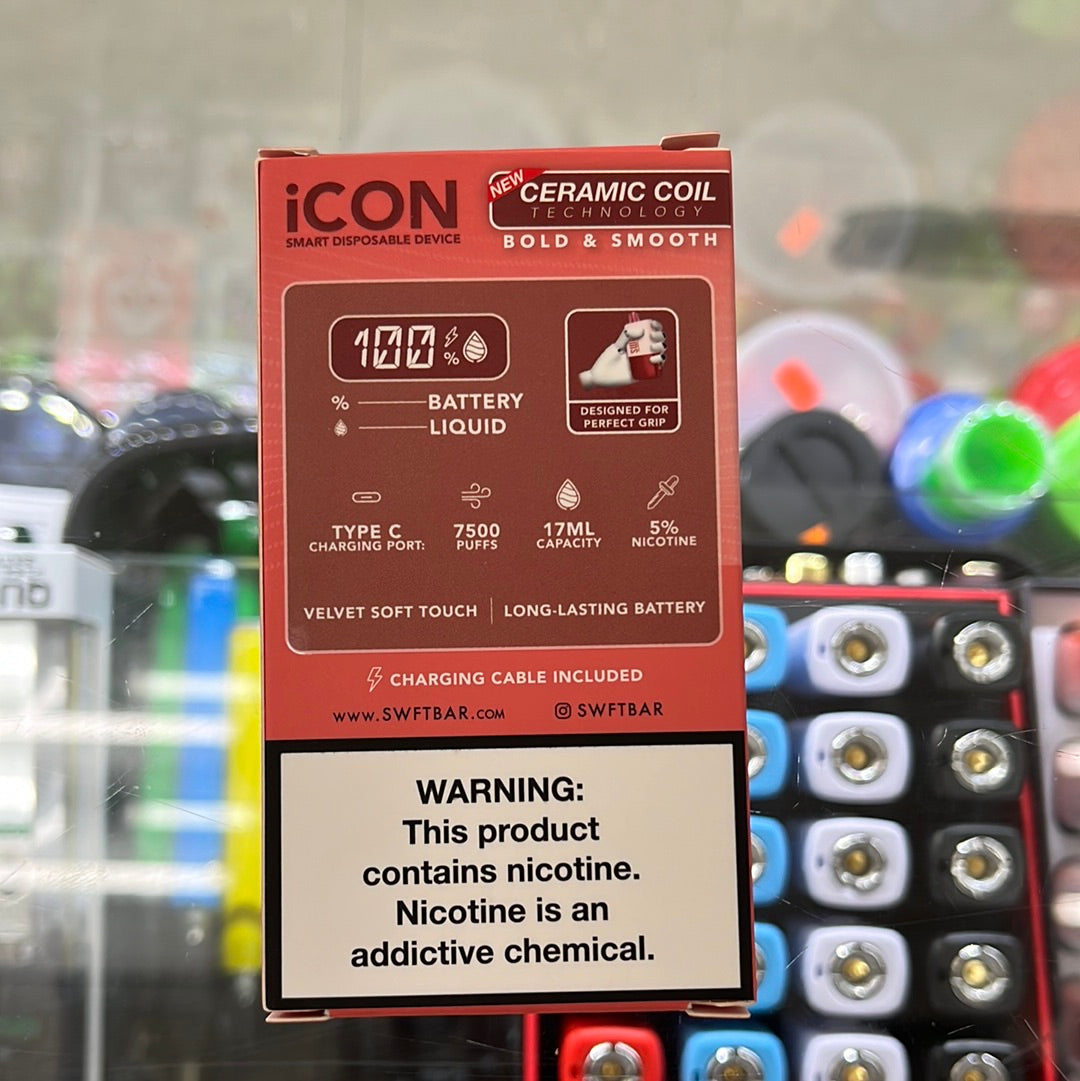 iCON
SMART DISPOSABLE DEVICE
NEW
CERAMIC COIL
TECHNOLOGY
BOLD & SMOOTH
100 %
% BATTERY
LIQUID
DESIGNED FOR
PERFECT GRIP
TYPE C
CHARGING PORT:
7500
PUFFS
17ML
CAPACITY
5%
NICOTINE
VELVET SOFT TOUCH | LONG-LASTING BATTERY
CHARGING CABLE INCLUDED
WWW.SWFTBAR.COM
SWFTBAR
WARNING:
This product
contains nicotine.
Nicotine is an
addictive chemical.